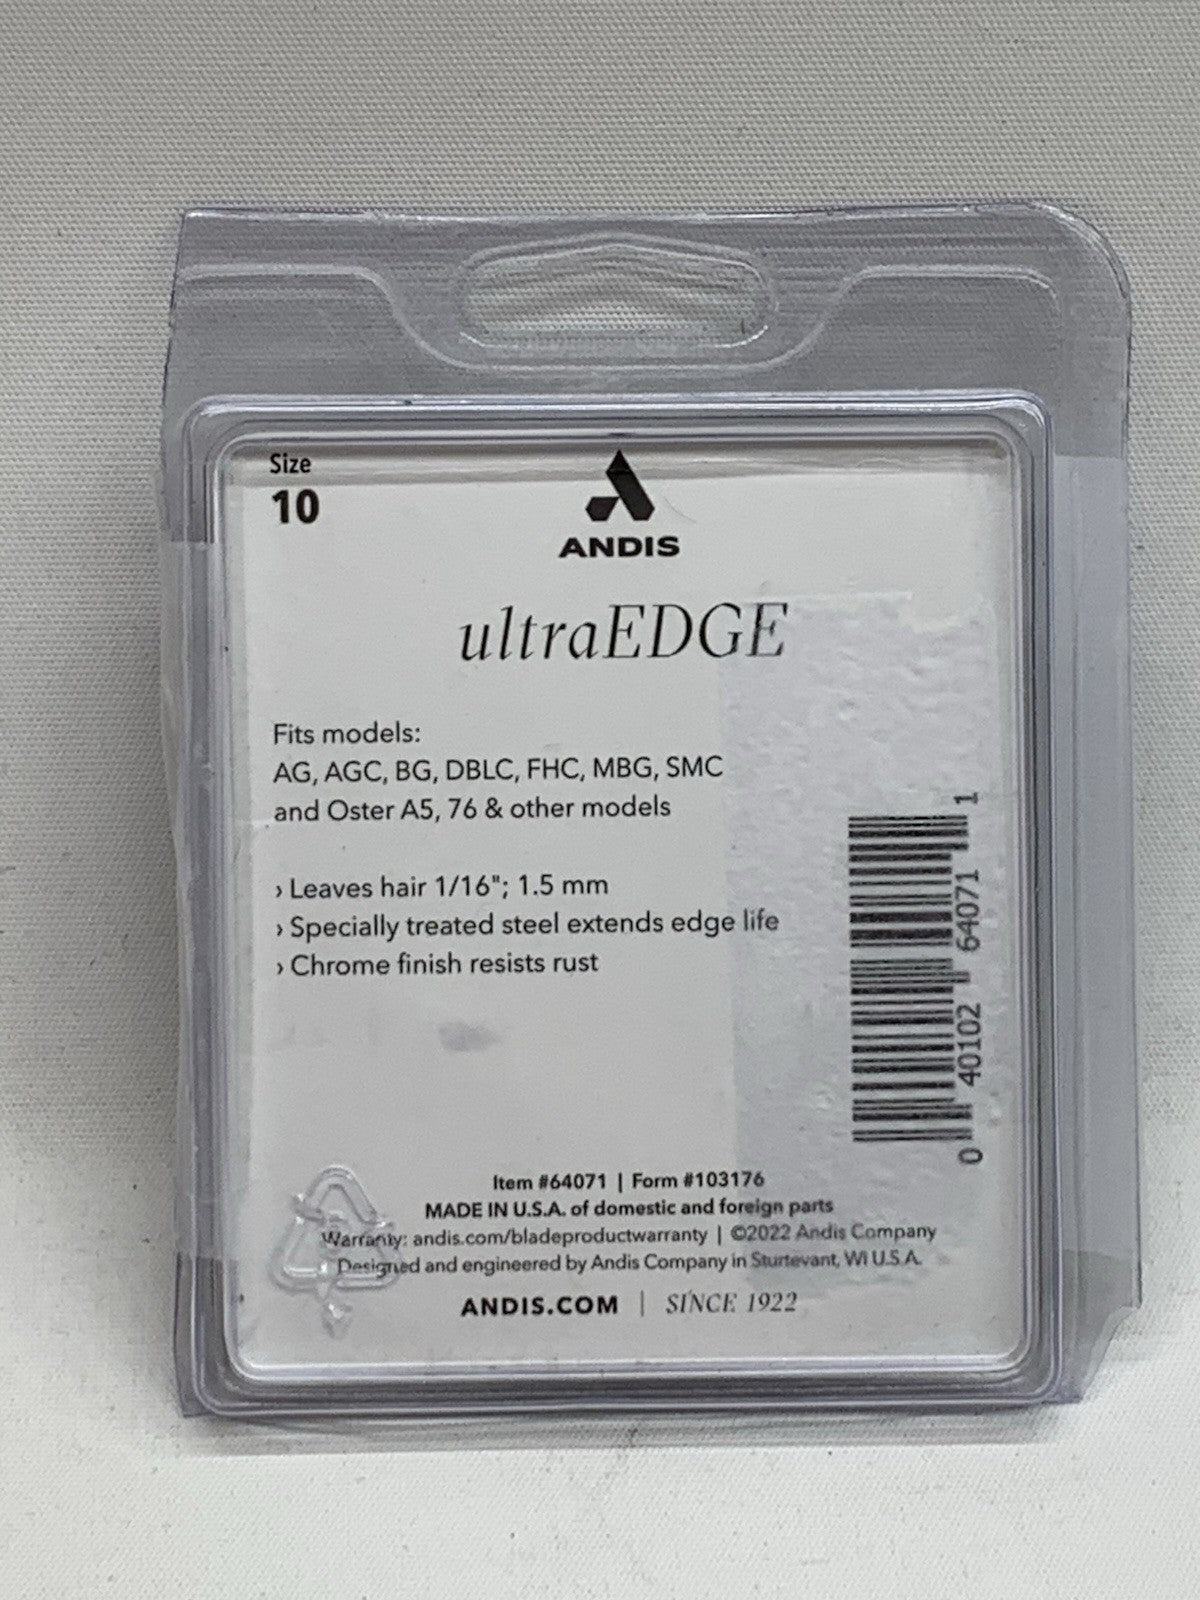 Size
10
ANDIS
ultraEDGE
Fits models:
AG, AGC, BG, DBLC, FHC, MBG, SMC
and Oster A5, 76 & other models
› Leaves hair 1/16"; 1.5 mm
› Specially treated steel extends edge life
› Chrome finish resists rust
0 40102 64071 1
Item #64071 | Form #103176
MADE IN U.S.A. of domestic and foreign parts
Warranty: andis.com/bladeproductwarranty | ©2022 Andis Company
Designed and engineered by Andis Company in Sturtevant, WI U.S.A.
ANDIS.COM | SINCE 1922